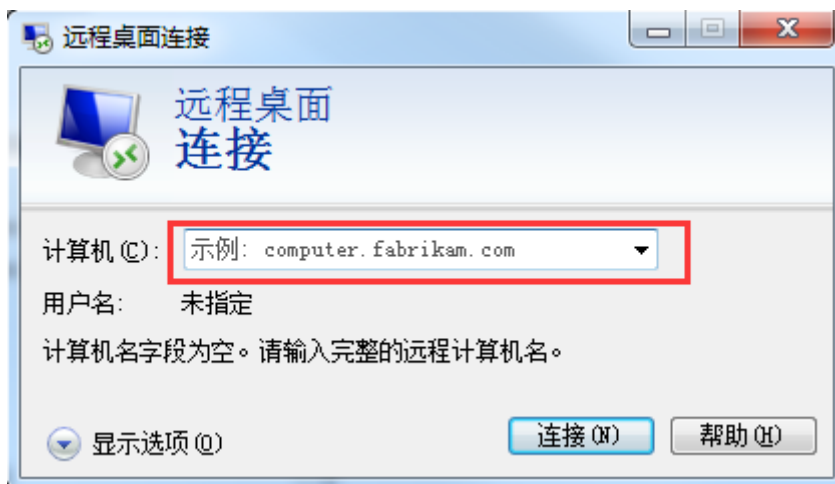 远程桌面连接
远程桌面
连接
计算机(C): 示例: computer.fabrikam.com
用户名: 未指定
计算机名字段为空。请输入完整的远程计算机名。
显示选项(O) 连接(N) 帮助(H)